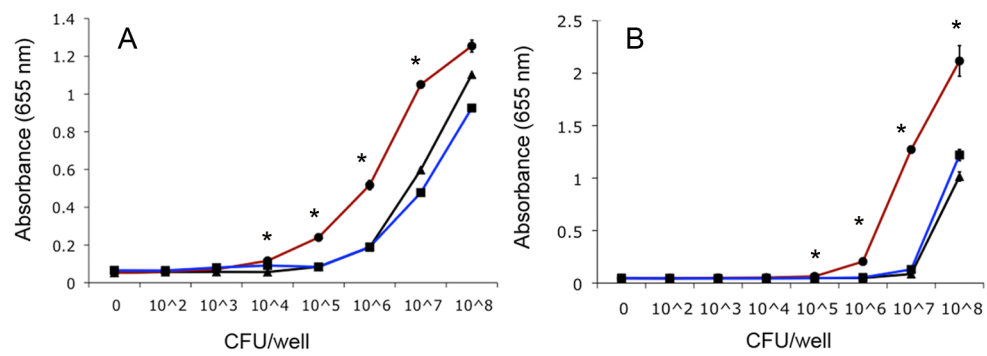 A
Absorbance (655 nm)
1.4
1.2
1
0.8
0.6
0.4
0.2
0
* * * *
0 10^2 10^3 10^4 10^5 10^6 10^7 10^8
CFU/well
B
Absorbance (655 nm)
2.5
2
1.5
1
0.5
0
* * * *
0 10^2 10^3 10^4 10^5 10^6 10^7 10^8
CFU/well